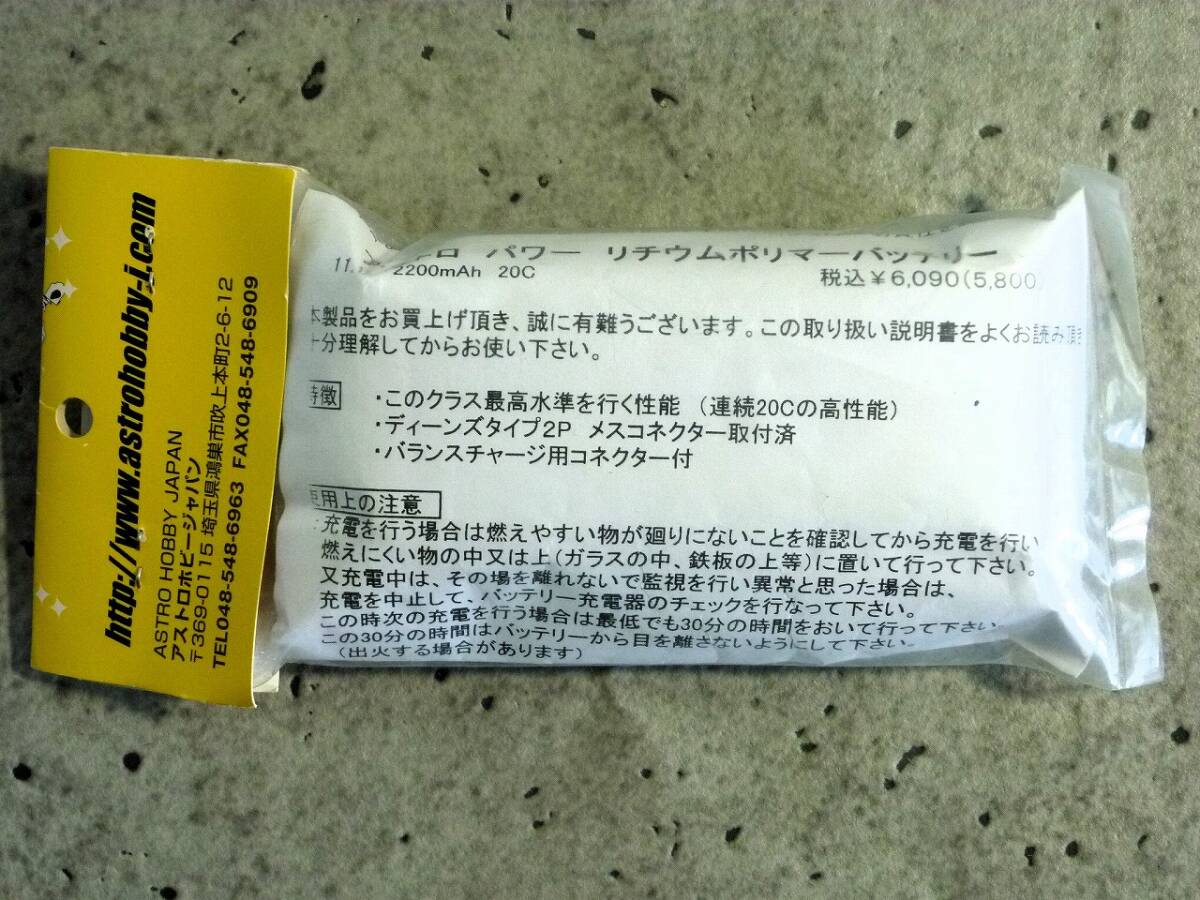 http://www.astrohobby-j.com
ASTRO HOBBY JAPAN
アストロホビージャパン
〒369-0115 埼玉県鴻巣市吹上本町2-6-12
TEL048-548-6963 FAX048-548-6909
ロ パワー リチウムポリマーバッテリー
11. 2200mAh 20C 税込¥6,090(5,800
本製品をお買上げ頂き、誠に有難うございます。この取り扱い説明書をよくお読み頂き
十分理解してからお使い下さい。
特徴
・このクラス最高水準を行く性能 (連続20Cの高性能)
・ディーンズタイプ2P メスコネクター取付済
・バランスチャージ用コネクター付
使用上の注意
充電を行う場合は燃えやすい物が廻りにないことを確認してから充電を行い
燃えにくい物の中又は上(ガラスの中、鉄板の上等)に置いて行って下さい。
又充電中は、その場を離れないで監視を行い異常と思った場合は、
充電を中止して、バッテリー充電器のチェックを行なって下さい。
この時次の充電を行う場合は最低でも30分の時間をおいて行って下さい。
この30分の時間はバッテリーから目を離さないようにして下さい。
(出火する場合があります)